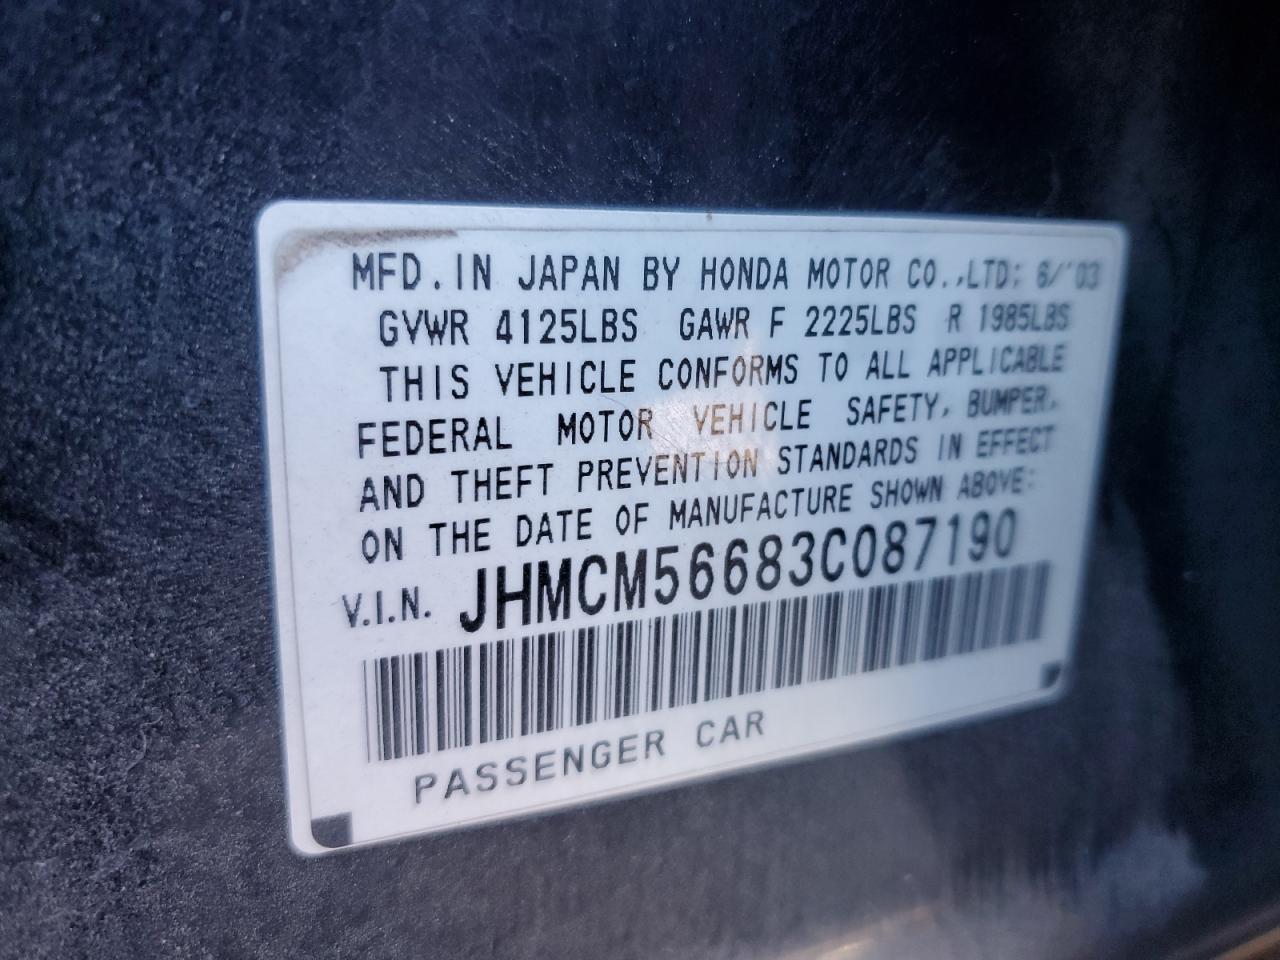 MFD. IN JAPAN BY HONDA MOTOR CO.,LTD: 6/'03
GVWR 4125LBS GAWR F 2225LBS R 1985LBS
THIS VEHICLE CONFORMS TO ALL APPLICABLE
FEDERAL MOTOR VEHICLE SAFETY, BUMPER,
AND THEFT PREVENTION STANDARDS IN EFFECT
ON THE DATE OF MANUFACTURE SHOWN ABOVE:
V.I.N. JHMCM56683C087190
PASSENGER CAR